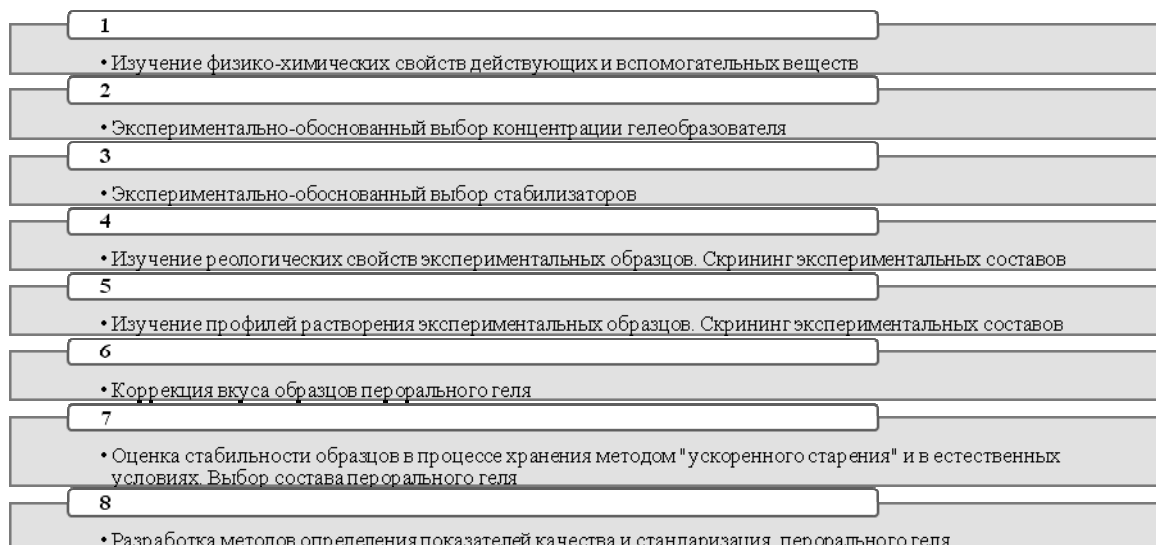 1
• Изучение физико-химических свойств действующих и вспомогательных веществ
2
• Экспериментально-обоснованный выбор концентрации гелеобразователя
3
• Экспериментально-обоснованный выбор стабилизаторов
4
• Изучение реологических свойств экспериментальных образцов. Скрининг экспериментальных составов
5
• Изучение профилей растворения экспериментальных образцов. Скрининг экспериментальных составов
6
• Коррекция вкуса образцов перорального геля
7
• Оценка стабильности образцов в процессе хранения методом "ускоренного старения" и в естественных
условиях. Выбор состава перорального геля
8
• Разработка методов определения показателей качества и стандаризация перорального геля